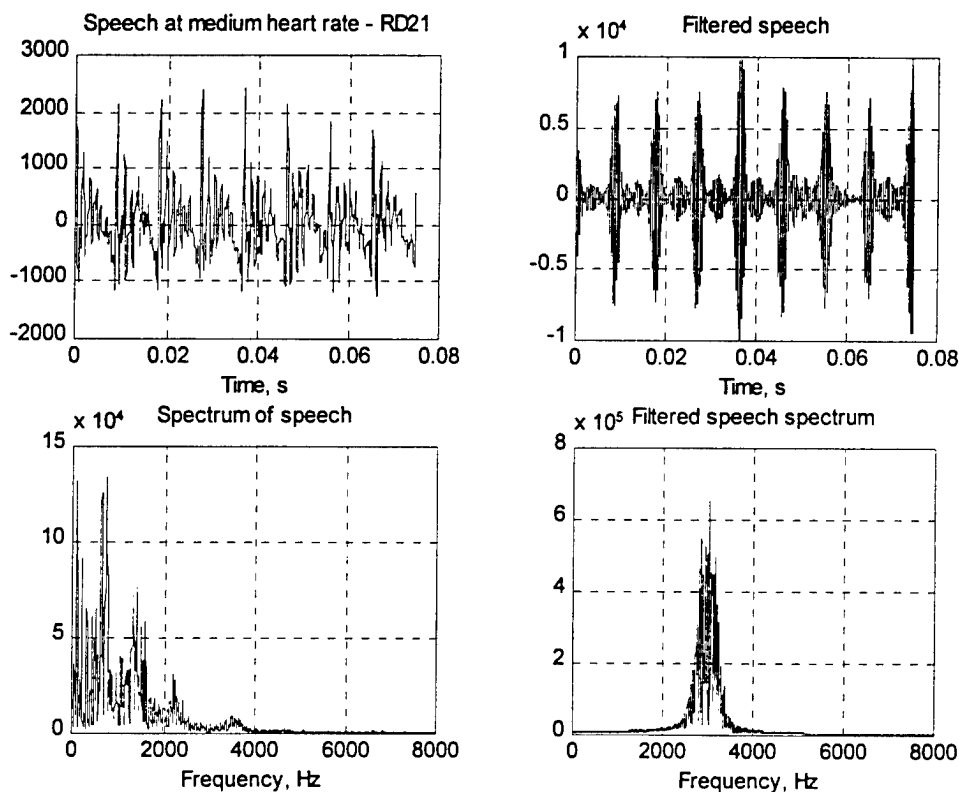 Speech at medium heart rate - RD21
3000
2000
1000
0
-1000
-2000
0 0.02 0.04 0.06 0.08
Time, s
x 10⁴ Filtered speech
1
0.5
0
-0.5
-1
0 0.02 0.04 0.06 0.08
Time, s
x 10⁴ Spectrum of speech
15
10
5
0
0 2000 4000 6000 8000
Frequency, Hz
x 10⁵ Filtered speech spectrum
8
6
4
2
0
0 2000 4000 6000 8000
Frequency, Hz